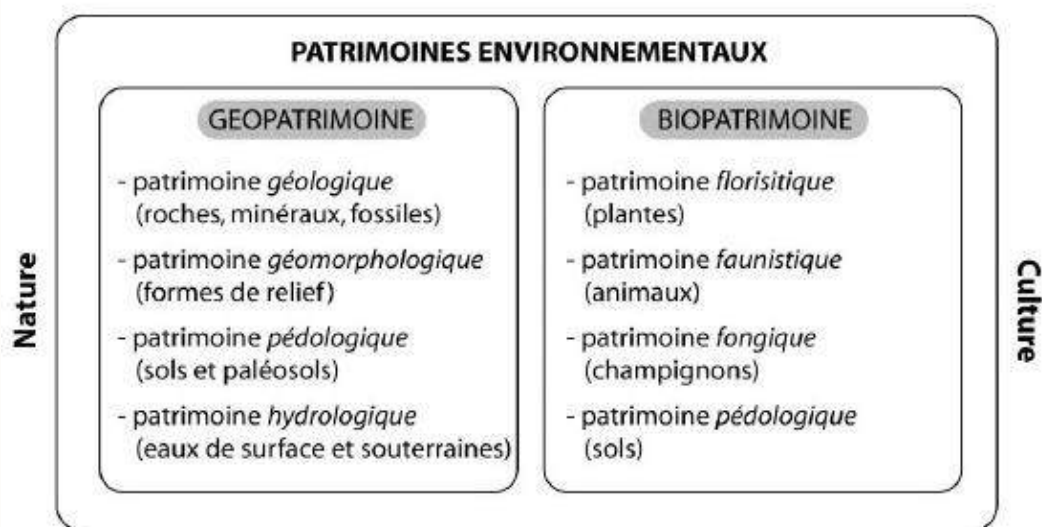 PATRIMOINES ENVIRONNEMENTAUX
Nature
GEOPATRIMOINE
- patrimoine géologique
(roches, minéraux, fossiles)
- patrimoine géomorphologique
(formes de relief)
- patrimoine pédologique
(sols et paléosols)
- patrimoine hydrologique
(eaux de surface et souterraines)
BIOPATRIMOINE
- patrimoine florisitique
(plantes)
- patrimoine faunistique
(animaux)
- patrimoine fongique
(champignons)
- patrimoine pédologique
(sols)
Culture